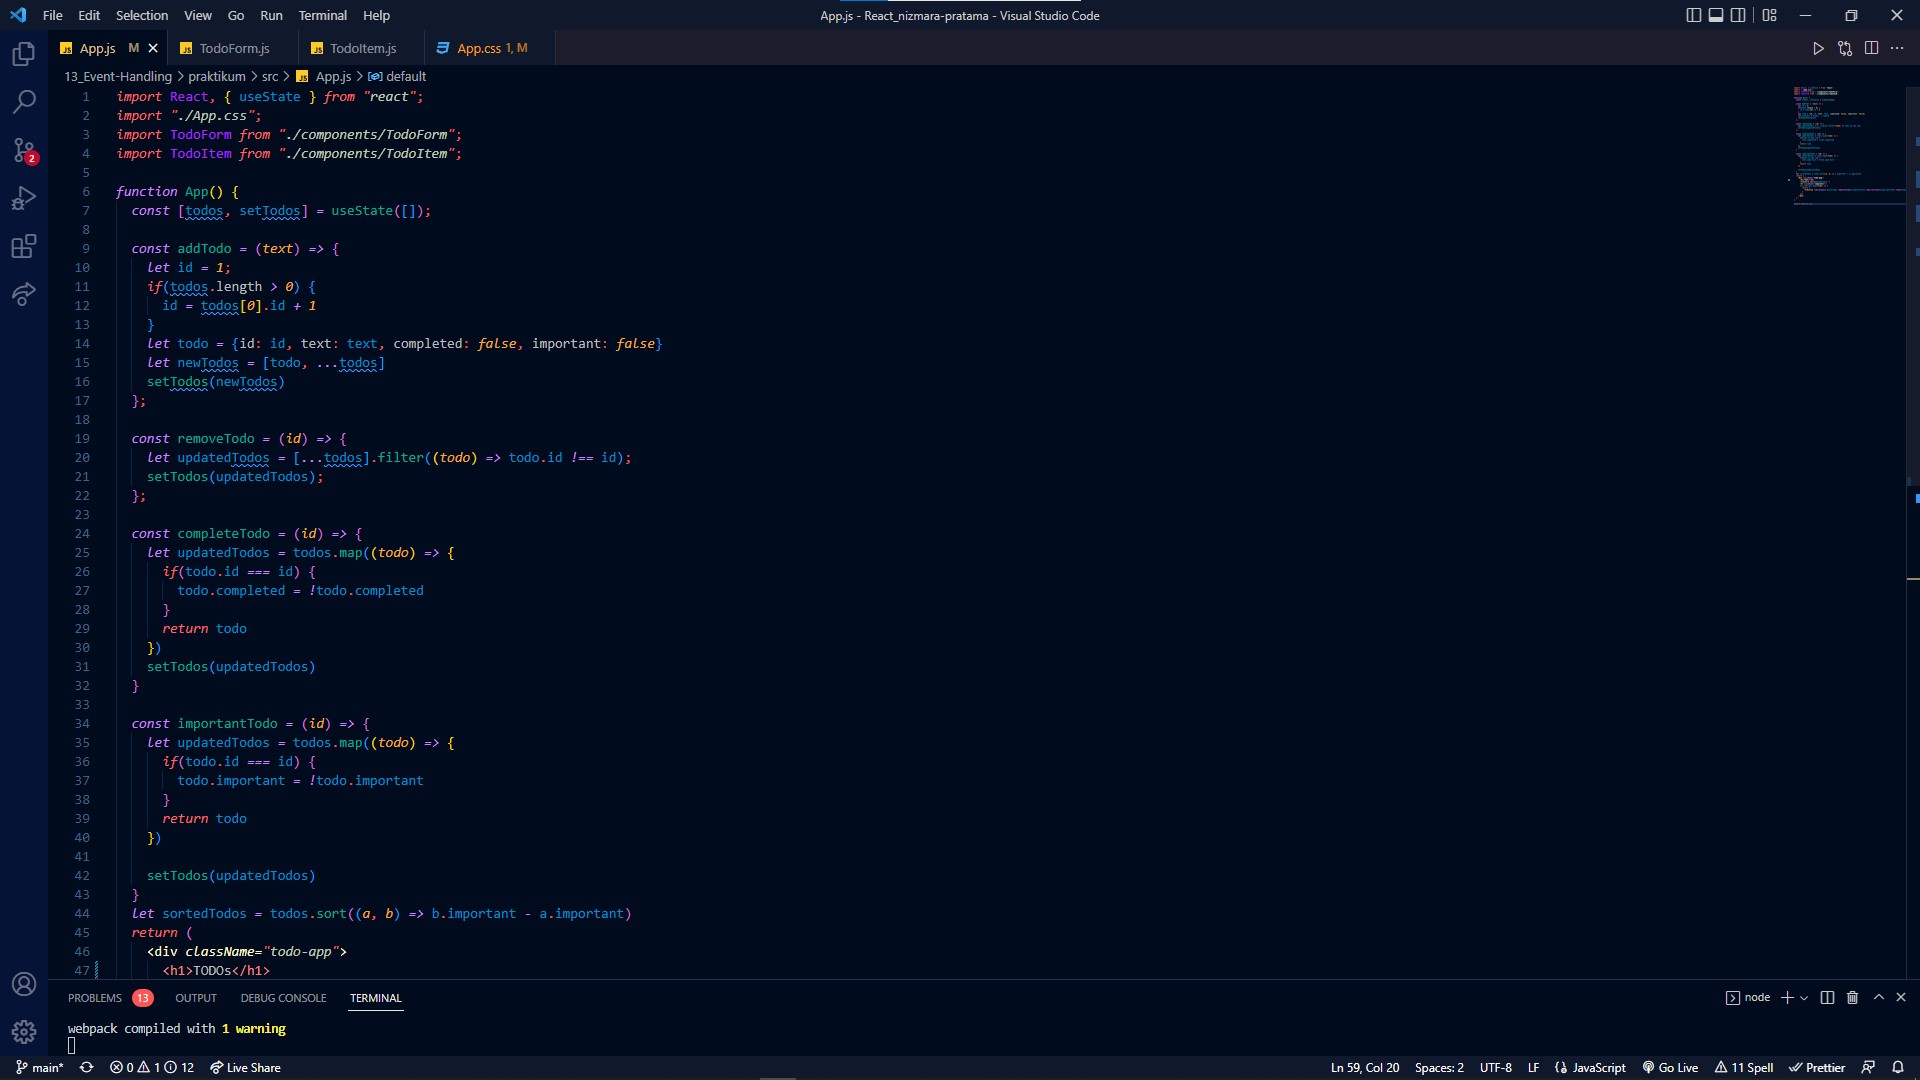 File Edit Selection View Go Run Terminal Help
App.js - React_nizmara-pratama - Visual Studio Code
JS App.js M JS TodoForm.js JS TodoItem.js App.css 1, M
13_Event-Handling > praktikum > src > JS App.js > default
1 import React, { useState } from "react";
2 import "./App.css";
3 import TodoForm from "./components/TodoForm";
4 import TodoItem from "./components/TodoItem";
5
6 function App() {
7 const [todos, setTodos] = useState([]);
8
9 const addTodo = (text) => {
10 let id = 1;
11 if(todos.length > 0) {
12 id = todos[0].id + 1
13 }
14 let todo = {id: id, text: text, completed: false, important: false}
15 let newTodos = [todo, ...todos]
16 setTodos(newTodos)
17 };
18
19 const removeTodo = (id) => {
20 let updatedTodos = [...todos].filter((todo) => todo.id !== id);
21 setTodos(updatedTodos);
22 };
23
24 const completeTodo = (id) => {
25 let updatedTodos = todos.map((todo) => {
26 if(todo.id === id) {
27 todo.completed = !todo.completed
28 }
29 return todo
30 })
31 setTodos(updatedTodos)
32 }
33
34 const importantTodo = (id) => {
35 let updatedTodos = todos.map((todo) => {
36 if(todo.id === id) {
37 todo.important = !todo.important
38 }
39 return todo
40 })
41
42 setTodos(updatedTodos)
43 }
44 let sortedTodos = todos.sort((a, b) => b.important - a.important)
45 return (
46 <div className="todo-app">
47 <h1>TODOs</h1>
2
PROBLEMS 13 OUTPUT DEBUG CONSOLE TERMINAL
node
webpack compiled with 1 warning
main* 0 1 12 Live Share
Ln 59, Col 20 Spaces: 2 UTF-8 LF JavaScript Go Live 11 Spell Prettier